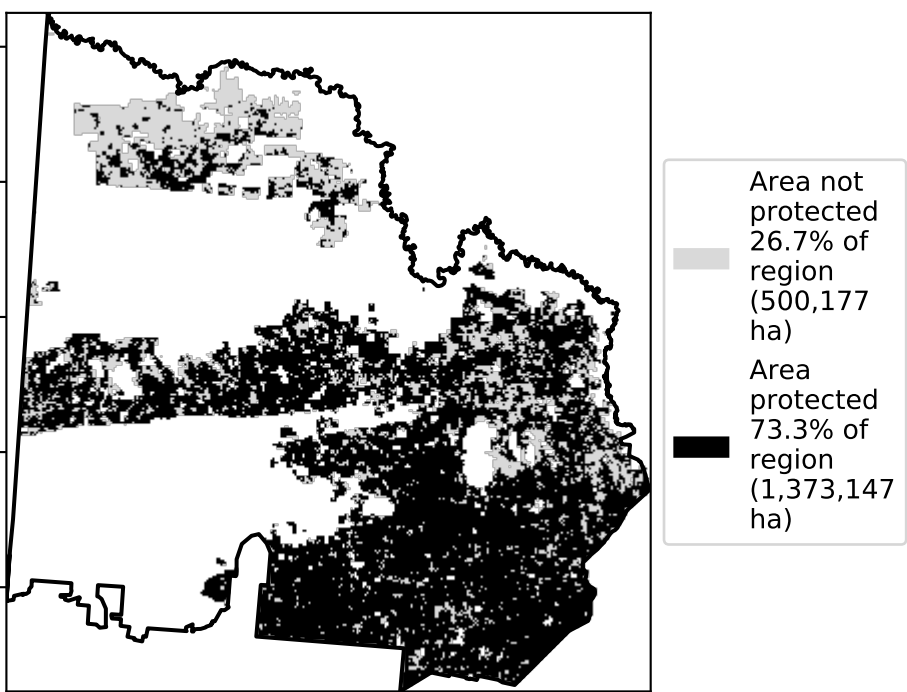 Area not
protected
26.7% of
region
(500,177
ha)
Area
protected
73.3% of
region
(1,373,147
ha)